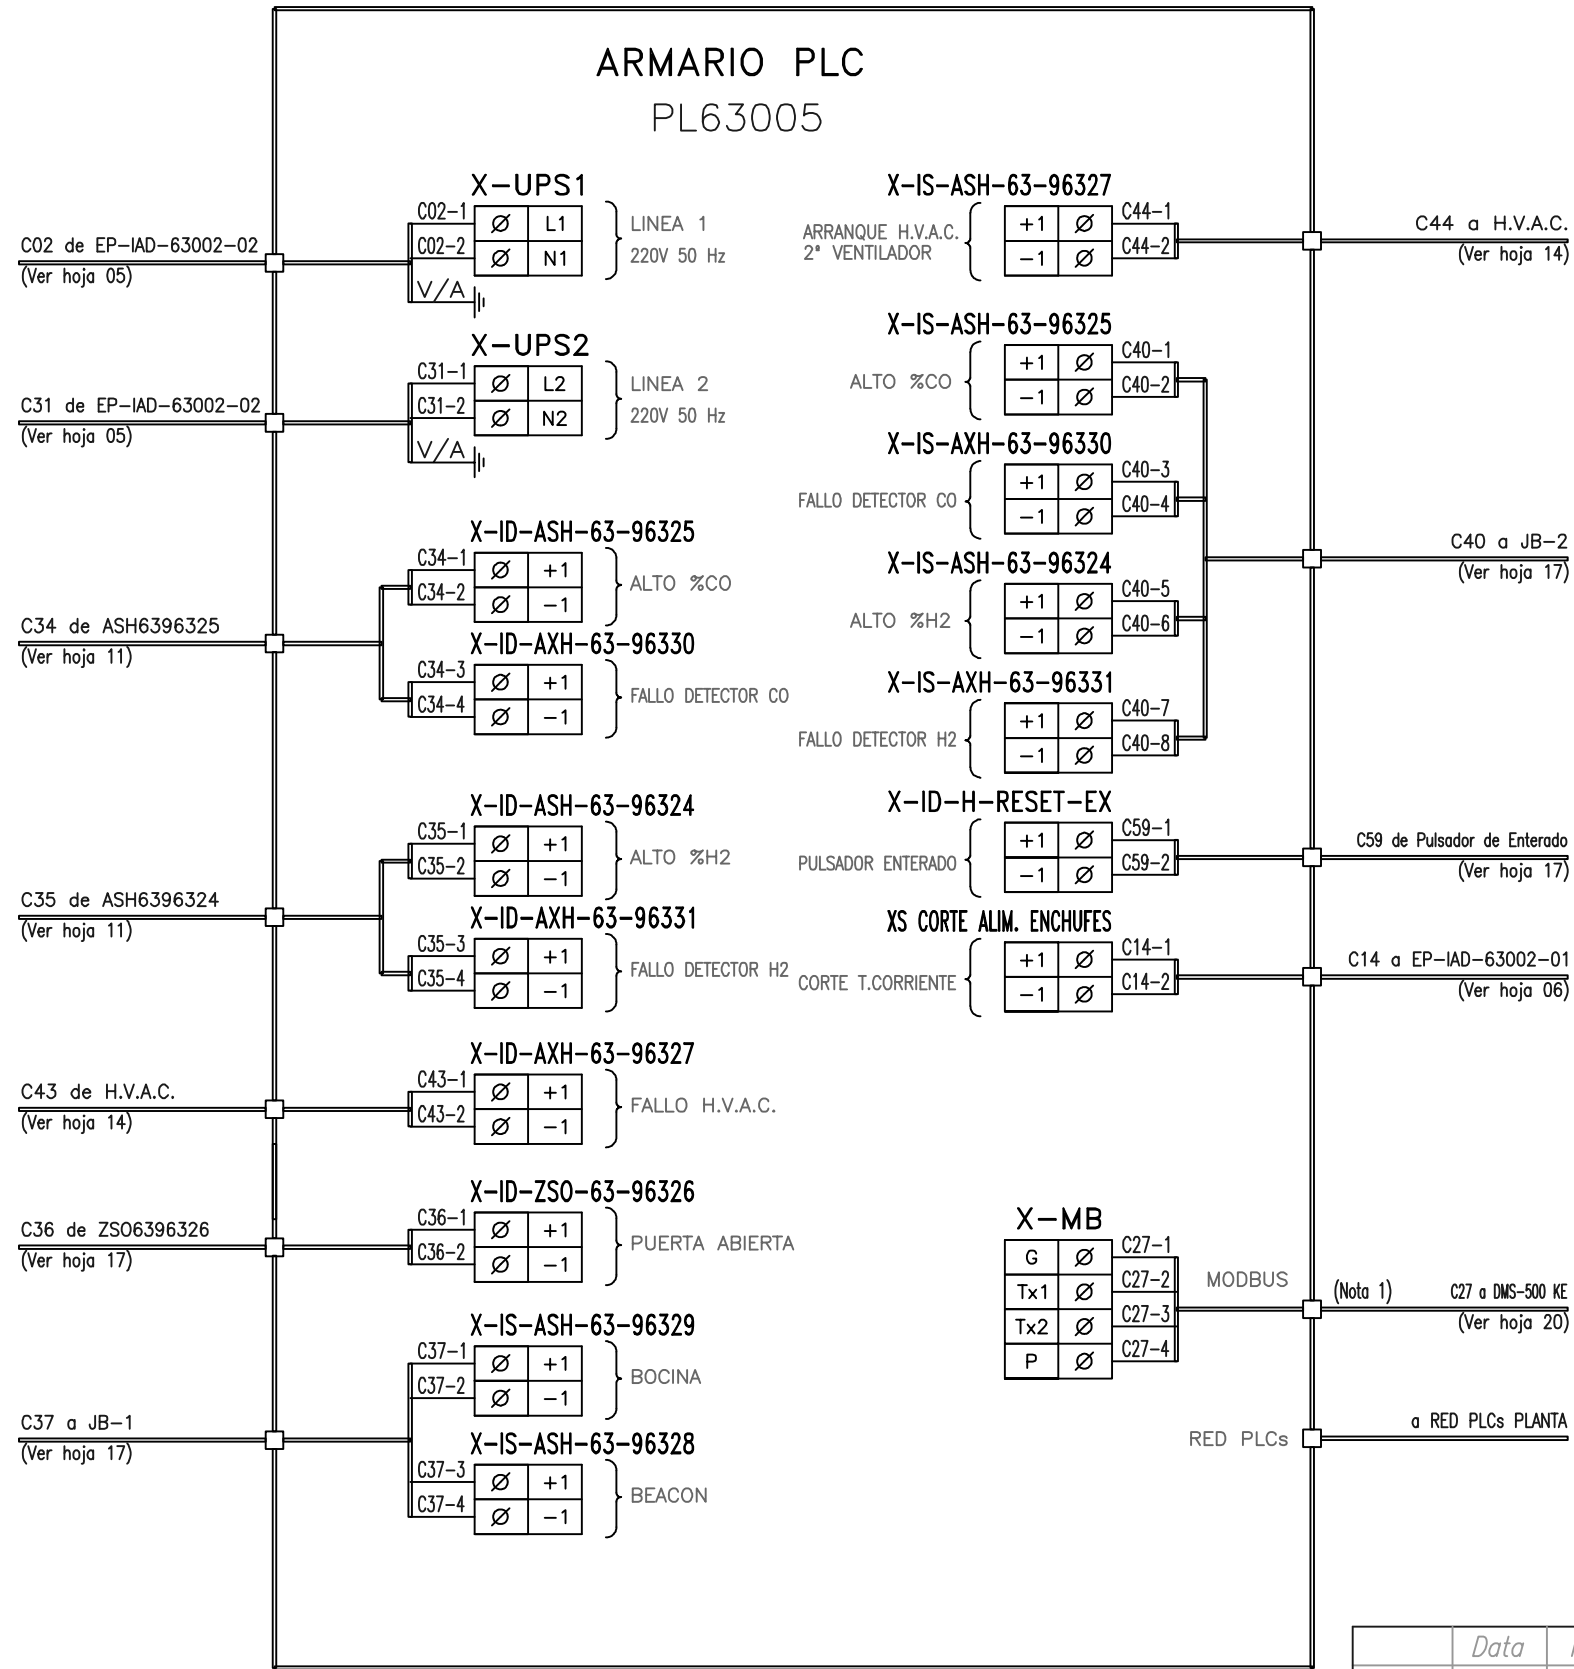 ARMARIO PLC
PL63005
C02 de EP-IAD-63002-02
(Ver hoja 05)
X-UPS1
C02-1 Ø L1
C02-2 Ø N1
V/A
LINEA 1
220V 50 Hz
C31 de EP-IAD-63002-02
(Ver hoja 05)
X-UPS2
C31-1 Ø L2
C31-2 Ø N2
V/A
LINEA 2
220V 50 Hz
C34 de ASH6396325
(Ver hoja 11)
X-ID-ASH-63-96325
C34-1 Ø +1
C34-2 Ø -1
ALTO %CO
X-ID-AXH-63-96330
C34-3 Ø +1
C34-4 Ø -1
FALLO DETECTOR CO
C35 de ASH6396324
(Ver hoja 11)
X-ID-ASH-63-96324
C35-1 Ø +1
C35-2 Ø -1
ALTO %H2
X-ID-AXH-63-96331
C35-3 Ø +1
C35-4 Ø -1
FALLO DETECTOR H2
C43 de H.V.A.C.
(Ver hoja 14)
X-ID-AXH-63-96327
C43-1 Ø +1
C43-2 Ø -1
FALLO H.V.A.C.
C36 de ZSO6396326
(Ver hoja 17)
X-ID-ZSO-63-96326
C36-1 Ø +1
C36-2 Ø -1
PUERTA ABIERTA
C37 a JB-1
(Ver hoja 17)
X-IS-ASH-63-96329
C37-1 Ø +1
C37-2 Ø -1
BOCINA
X-IS-ASH-63-96328
C37-3 Ø +1
C37-4 Ø -1
BEACON
X-IS-ASH-63-96327
ARRANQUE H.V.A.C.
2ª VENTILADOR
+1 Ø C44-1
-1 Ø C44-2
C44 a H.V.A.C.
(Ver hoja 14)
X-IS-ASH-63-96325
ALTO %CO
+1 Ø C40-1
-1 Ø C40-2
X-IS-AXH-63-96330
FALLO DETECTOR CO
+1 Ø C40-3
-1 Ø C40-4
X-IS-ASH-63-96324
ALTO %H2
+1 Ø C40-5
-1 Ø C40-6
X-IS-AXH-63-96331
FALLO DETECTOR H2
+1 Ø C40-7
-1 Ø C40-8
C40 a JB-2
(Ver hoja 17)
X-ID-H-RESET-EX
PULSADOR ENTERADO
+1 Ø C59-1
-1 Ø C59-2
C59 de Pulsador de Enterado
(Ver hoja 17)
XS CORTE ALIM. ENCHUFES
CORTE T.CORRIENTE
+1 Ø C14-1
-1 Ø C14-2
C14 a EP-IAD-63002-01
(Ver hoja 06)
X-MB
G Ø C27-1
Tx1 Ø C27-2
Tx2 Ø C27-3
P Ø C27-4
MODBUS
(Nota 1) C27 a DMS-500 KE
(Ver hoja 20)
RED PLCs
a RED PLCs PLANTA
Data